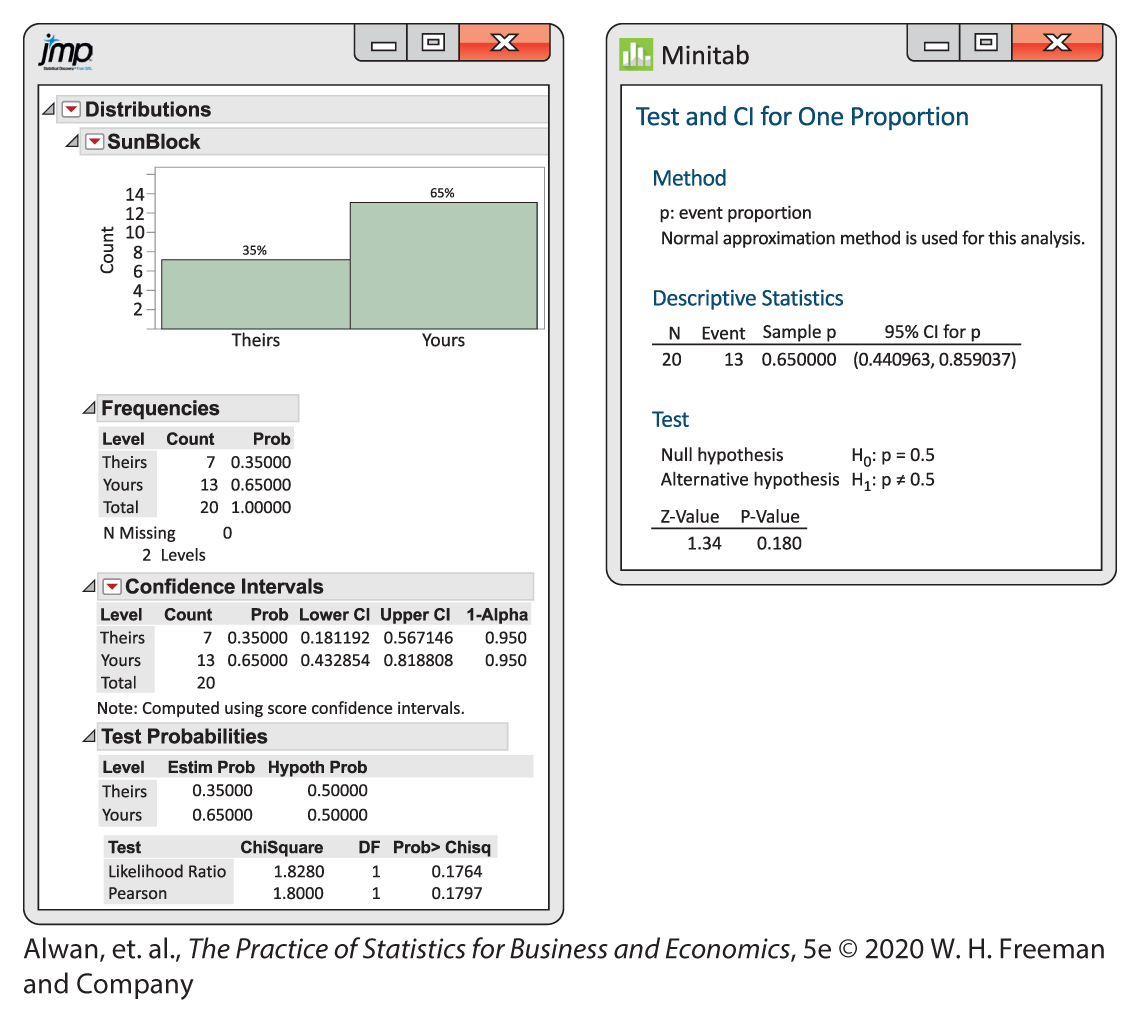 jmp
Distributions
SunBlock
Count
14
12
10
8
6
4
2
35%
65%
Theirs
Yours
Frequencies
Level Count Prob
Theirs 7 0.35000
Yours 13 0.65000
Total 20 1.00000
N Missing 0
2 Levels
Confidence Intervals
Level Count Prob Lower CI Upper CI 1-Alpha
Theirs 7 0.35000 0.181192 0.567146 0.950
Yours 13 0.65000 0.432854 0.818808 0.950
Total 20
Note: Computed using score confidence intervals.
Test Probabilities
Level Estim Prob Hypoth Prob
Theirs 0.35000 0.50000
Yours 0.65000 0.50000
Test ChiSquare DF Prob> Chisq
Likelihood Ratio 1.8280 1 0.1764
Pearson 1.8000 1 0.1797
Minitab
Test and CI for One Proportion
Method
p: event proportion
Normal approximation method is used for this analysis.
Descriptive Statistics
N Event Sample p 95% CI for p
20 13 0.650000 (0.440963, 0.859037)
Test
Null hypothesis H₀: p = 0.5
Alternative hypothesis H₁: p ≠ 0.5
Z-Value P-Value
1.34 0.180
Alwan, et. al., The Practice of Statistics for Business and Economics, 5e © 2020 W. H. Freeman
and Company